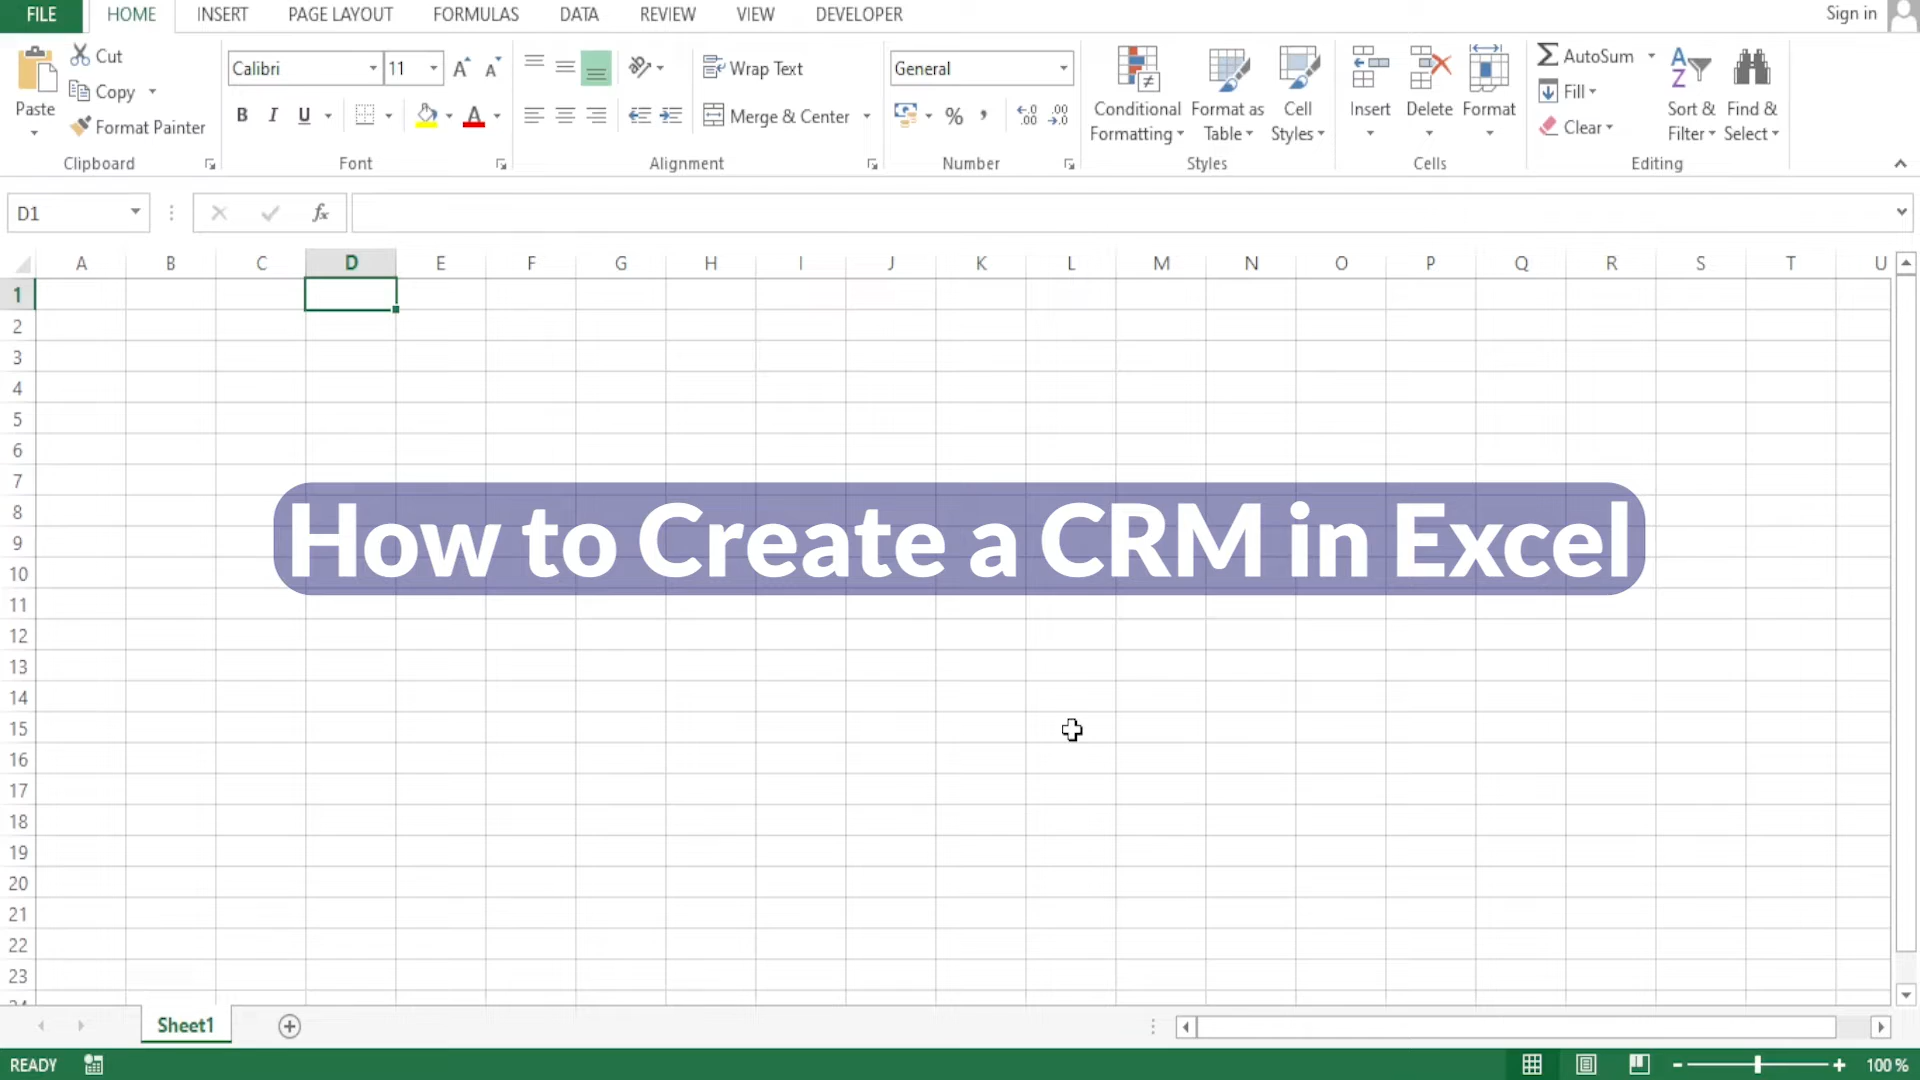 FILE HOME INSERT PAGE LAYOUT FORMULAS DATA REVIEW VIEW DEVELOPER Sign in
Cut
Copy
Format Painter
Paste
Clipboard
Calibri 11
B I U A
Font
Wrap Text
Merge & Center
Alignment
General
% ,
Number
Conditional Formatting
Format as Table
Cell Styles
Styles
Insert
Delete
Format
Cells
AutoSum
Fill
Clear
Sort & Filter
Find & Select
Editing
D1 fx
A B C D E F G H I J K L M N O P Q R S T U
1
2
3
4
5
6
7
8
9
10
11
12
13
14
15
16
17
18
19
20
21
22
23
How to Create a CRM in Excel
Sheet1
READY 100 %